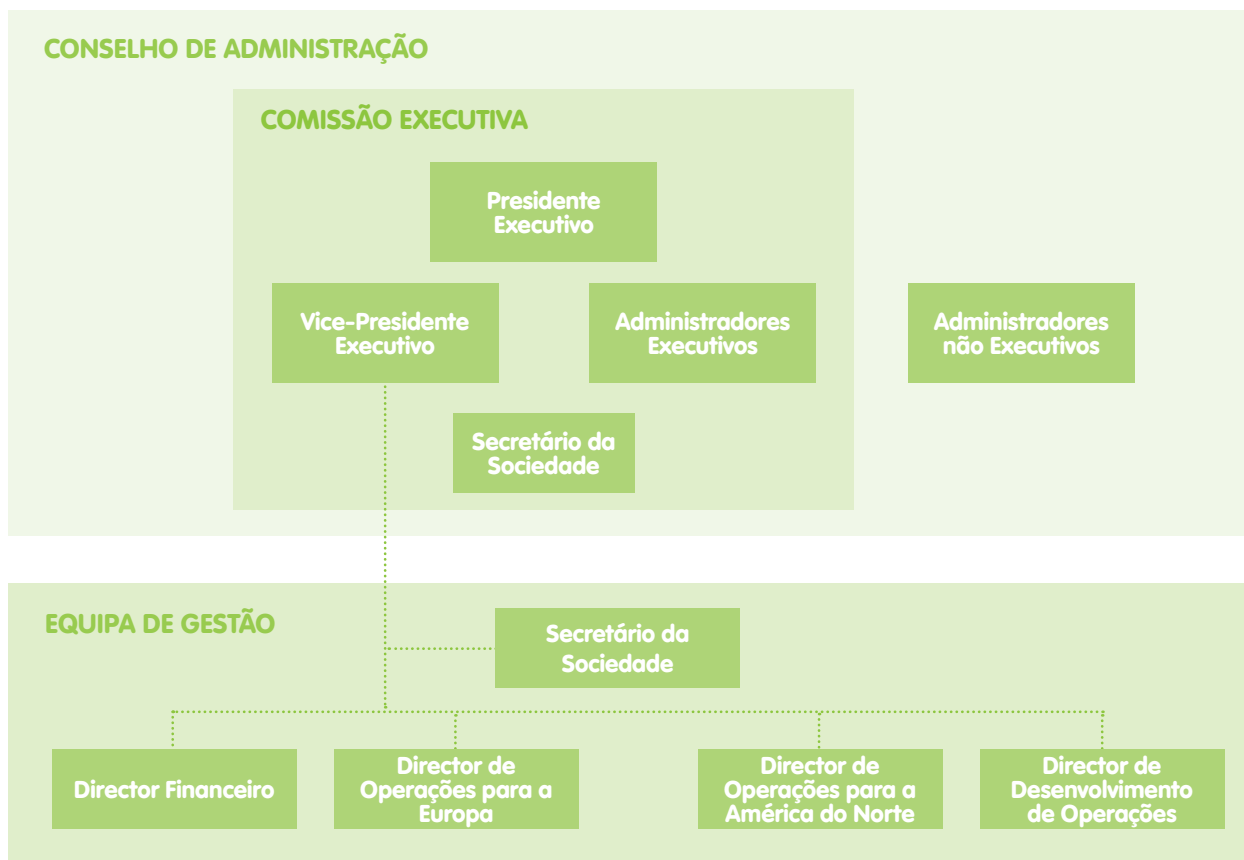 CONSELHO DE ADMINISTRAÇÃO
COMISSÃO EXECUTIVA
Presidente
Executivo
Vice-Presidente
Executivo
Administradores
Executivos
Administradores
não Executivos
Secretário da
Sociedade
EQUIPA DE GESTÃO
Secretário da
Sociedade
Director Financeiro
Director de
Operações para a
Europa
Director de
Operações para a
América do Norte
Director de
Desenvolvimento
de Operações